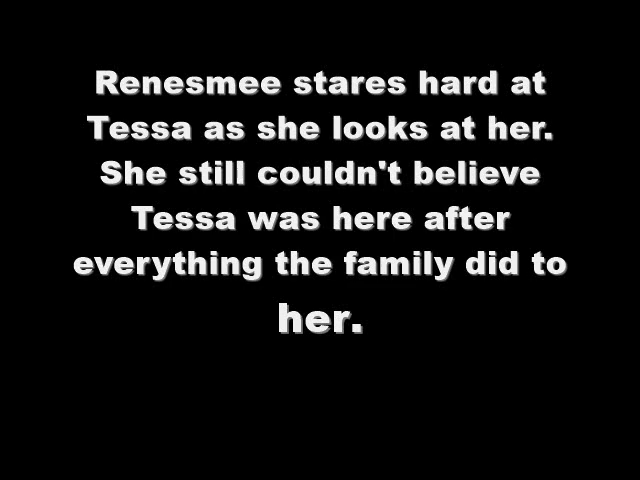 Renesmee stares hard at
Tessa as she looks at her.
She still couldn't believe
Tessa was here after
everything the family did to
her.